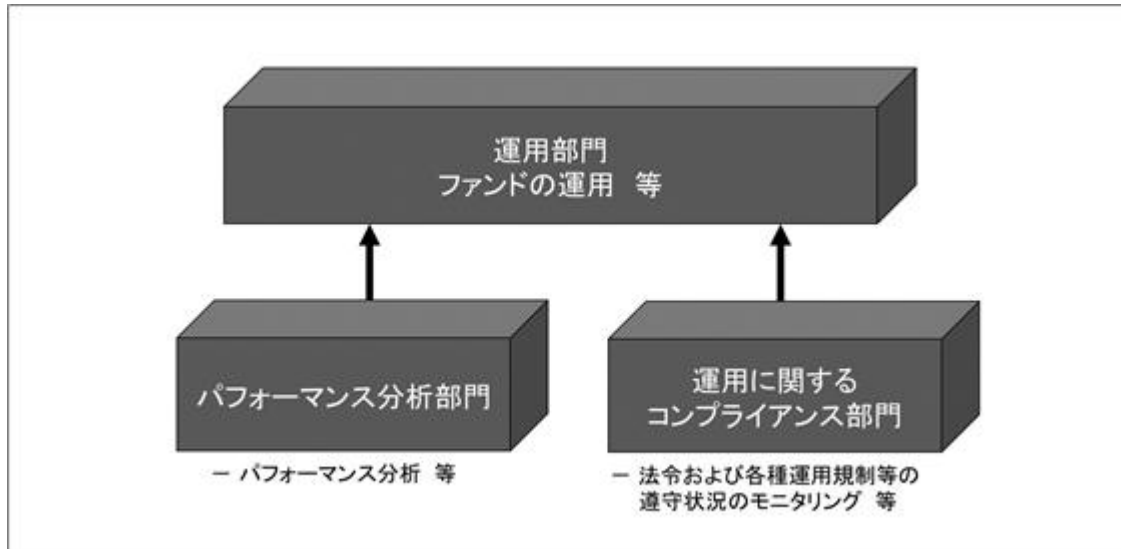 運用部門
ファンドの運用 等
パフォーマンス分析部門
－ パフォーマンス分析 等
運用に関する
コンプライアンス部門
－ 法令および各種運用規制等の
遵守状況のモニタリング 等